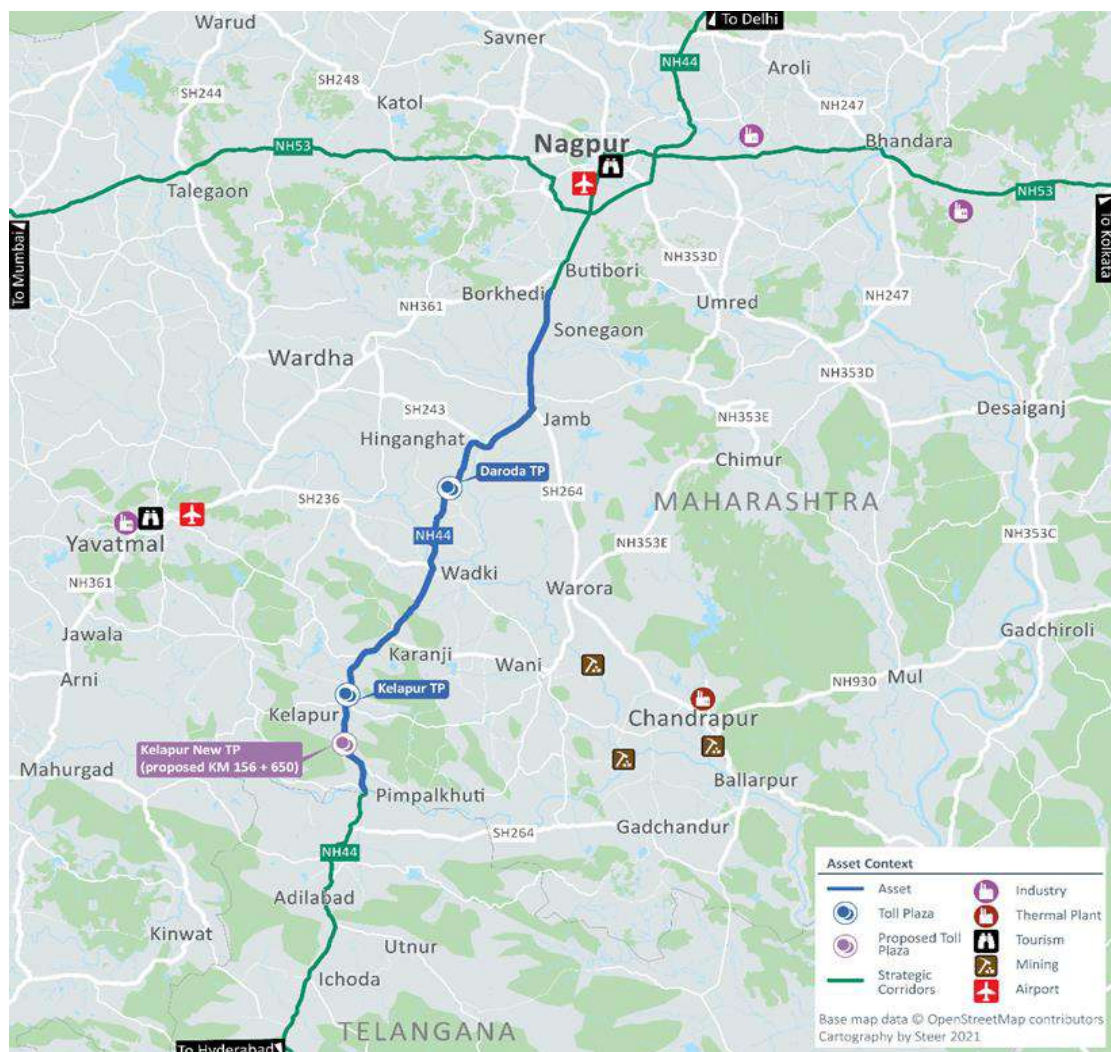 To Delhi
Warud
Savner
NH44
Aroli
SH248
SH244
Katol
NH247
Bhandara
NH53
Nagpur
Talegaon
NH53
To Mumbai
To Kolkata
Butibori
NH353D
Borkhedi
NH361
Umred
NH247
Sonegaon
Wardha
NH353D
SH243
Jamb
NH353E
Desaiganj
Hinganghat
Chimur
Daroda TP
SH264
MAHARASHTRA
SH236
Yavatmal
NH44
NH353E
NH353C
NH361
Wadki
Warora
Jawala
Gadchiroli
Karanji
Wani
Arni
Mul
Kelapur TP
NH930
Kelapur
Chandrapur
Kelapur New TP
(proposed KM 156 + 650)
Mahurgad
Ballarpur
Pimpalkhuti
Gadchandur
SH264
NH44
Adilabad
Kinwat
Utnur
Ichoda
TELANGANA
To Hyderabad
Asset Context
Asset
Industry
Toll Plaza
Thermal Plant
Proposed Toll
Plaza
Tourism
Mining
Strategic
Corridors
Airport
Base map data © OpenStreetMap contributors
Cartography by Steer 2021